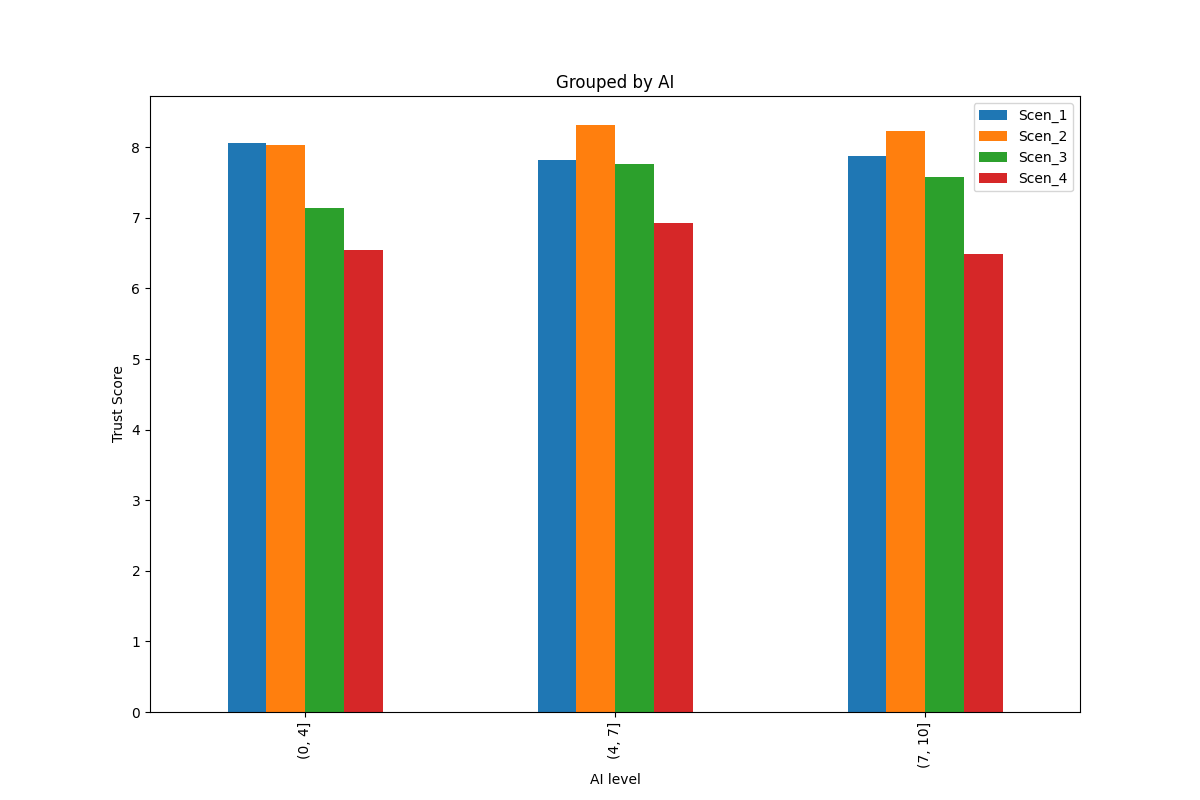 Grouped by AI
Scen_1
Scen_2
Scen_3
Scen_4
Trust Score
8
7
6
5
4
3
2
1
0
(0, 4]
(4, 7]
(7, 10]
AI level